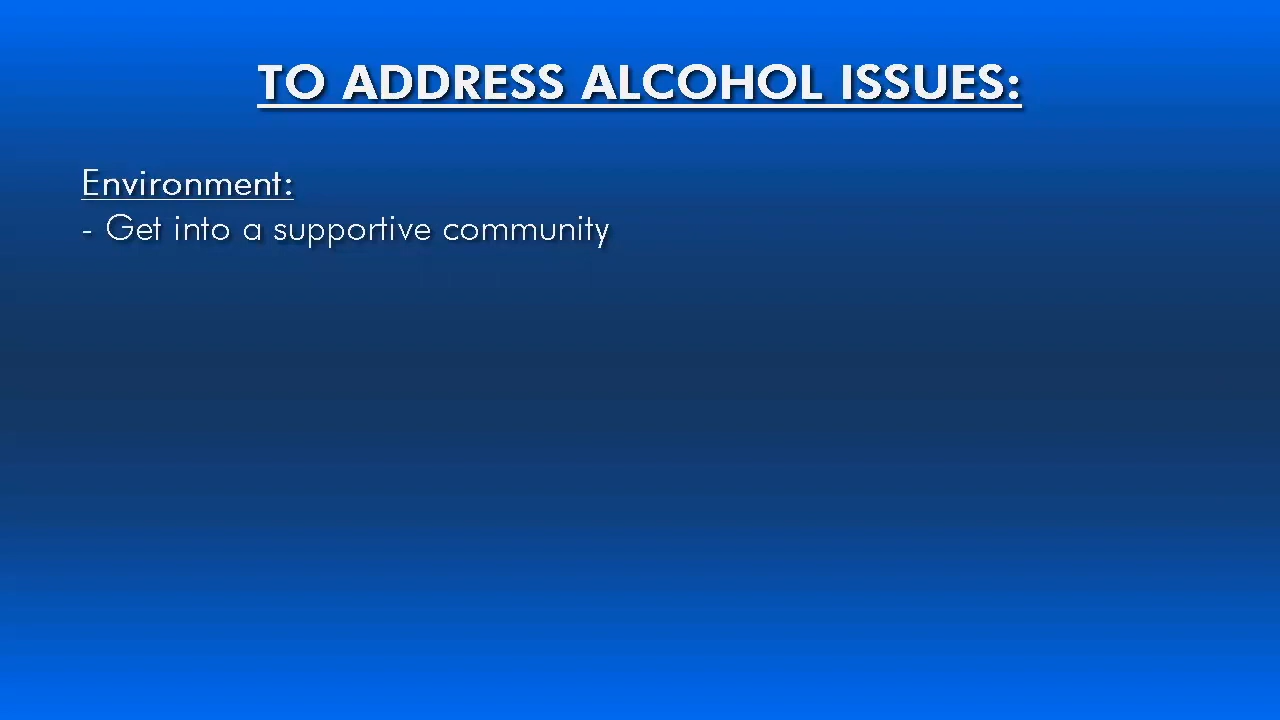 TO ADDRESS ALCOHOL ISSUES:
Environment:
- Get into a supportive community